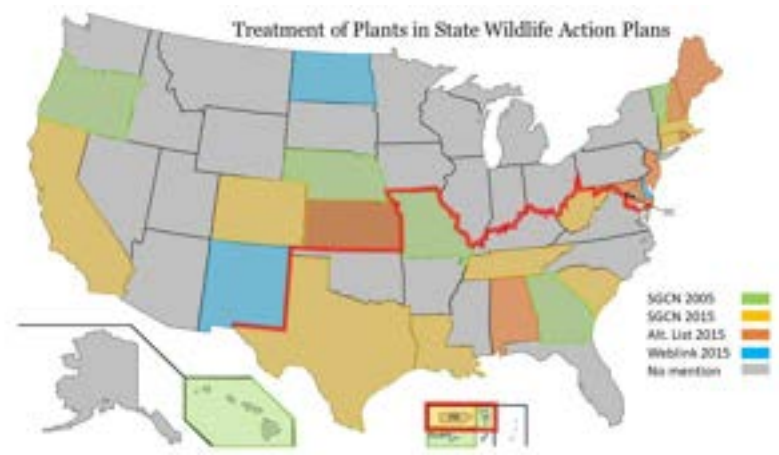 Treatment of Plants in State Wildlife Action Plans
SGCN 2005
SGCN 2015
Alt. List 2015
Weblink 2015
No mention